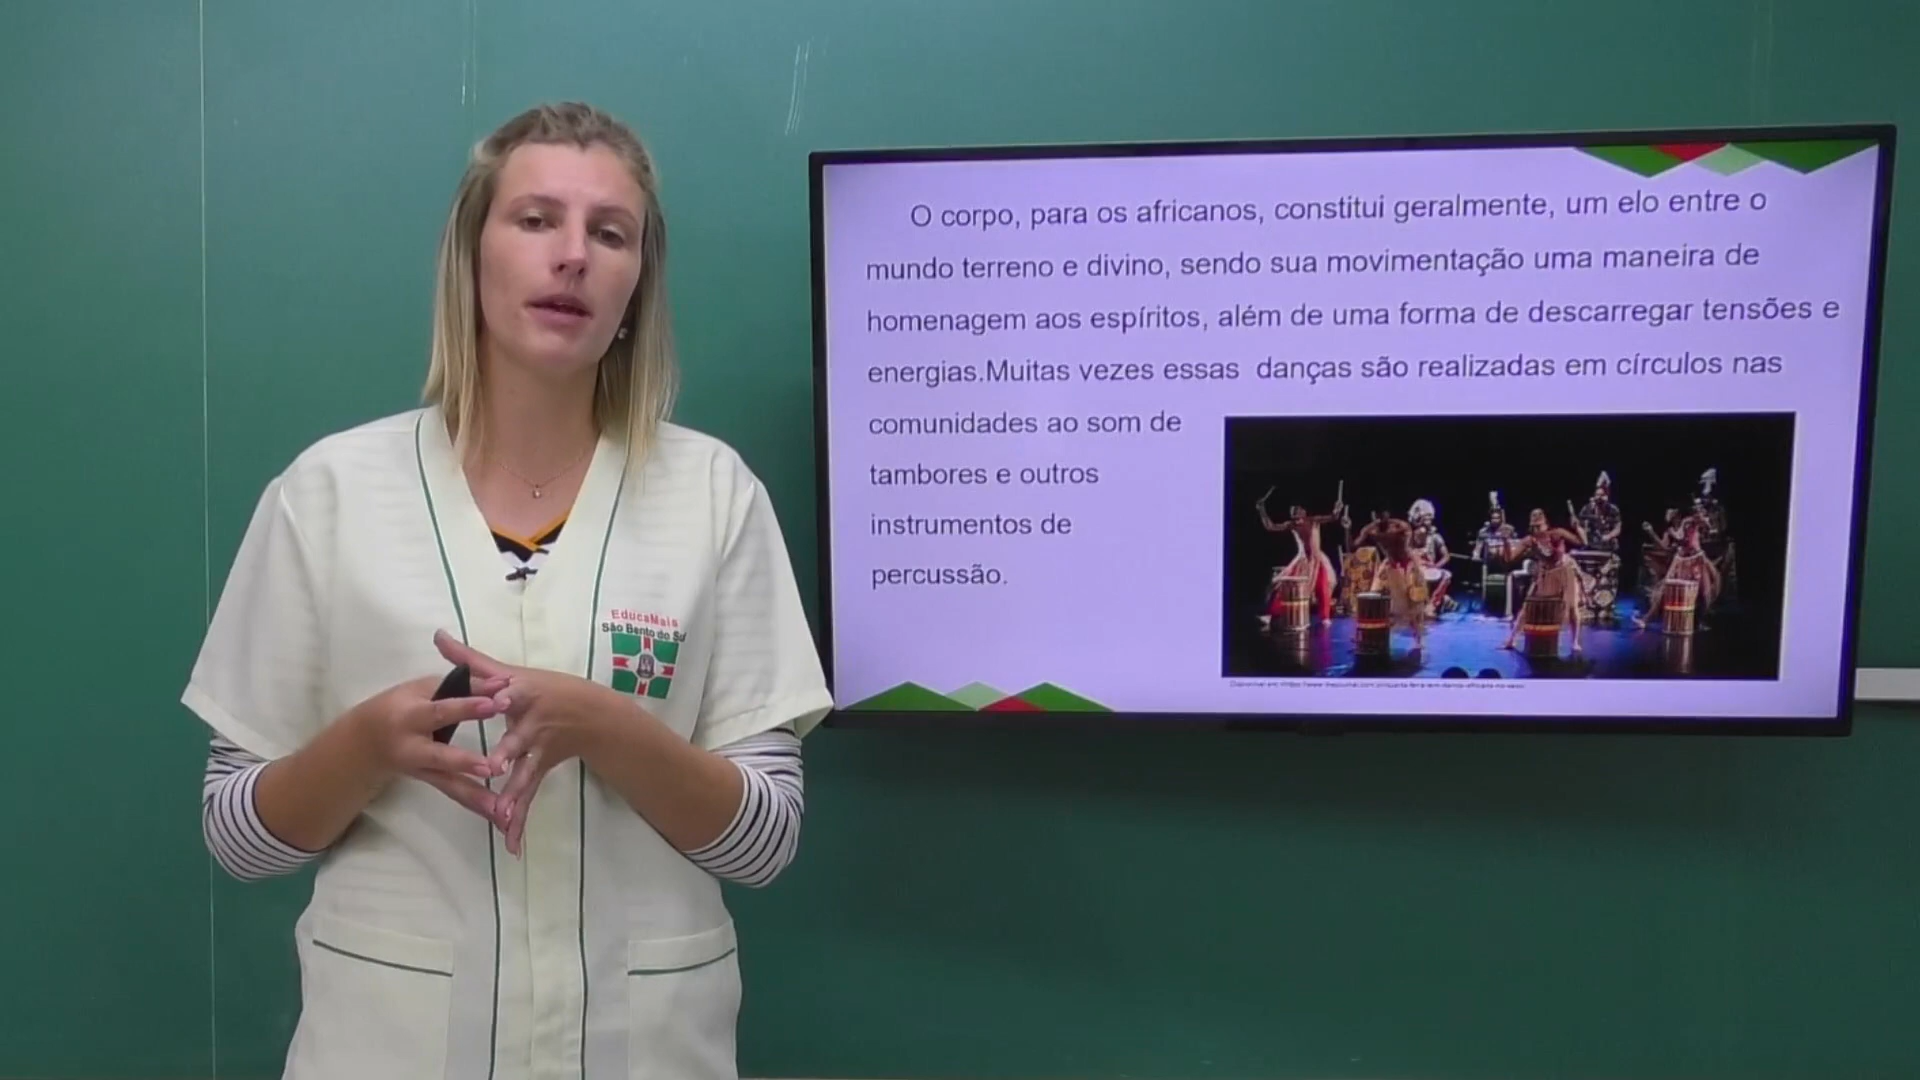 O corpo, para os africanos, constitui geralmente, um elo entre o
mundo terreno e divino, sendo sua movimentação uma maneira de
homenagem aos espíritos, além de uma forma de descarregar tensões e
energias.Muitas vezes essas danças são realizadas em círculos nas
comunidades ao som de
tambores e outros
instrumentos de
percussão.
EducaMais
São Bento do Sul